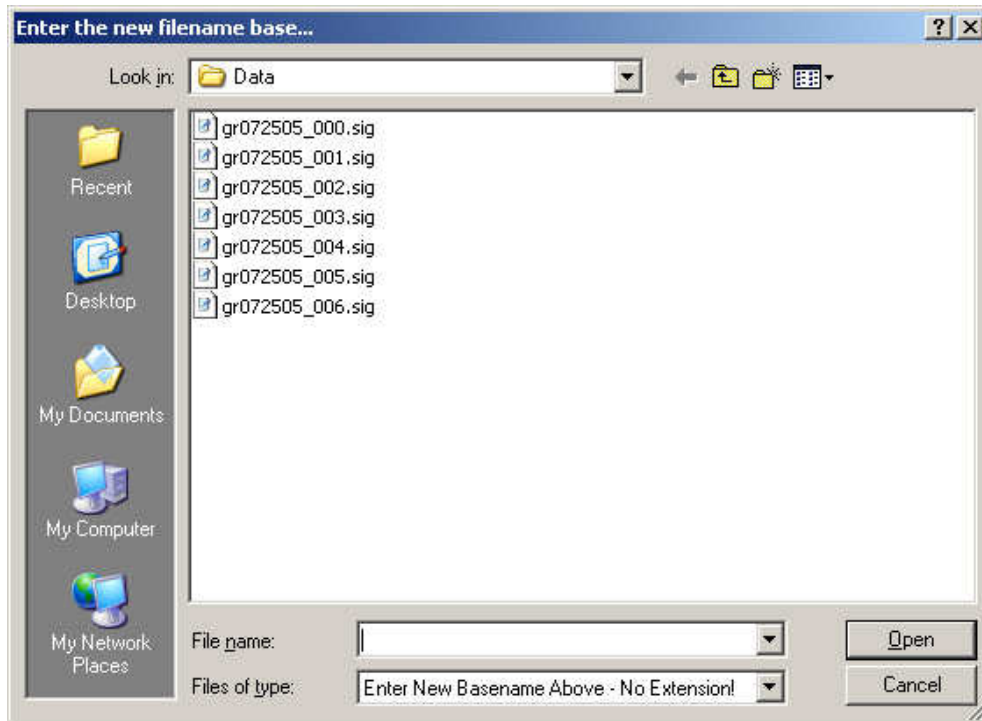 Enter the new filename base...
Look in: Data
Recent
Desktop
My Documents
My Computer
My Network
Places
gr072505_000.sig
gr072505_001.sig
gr072505_002.sig
gr072505_003.sig
gr072505_004.sig
gr072505_005.sig
gr072505_006.sig
File name:
Open
Files of type: Enter New Basename Above - No Extension!
Cancel